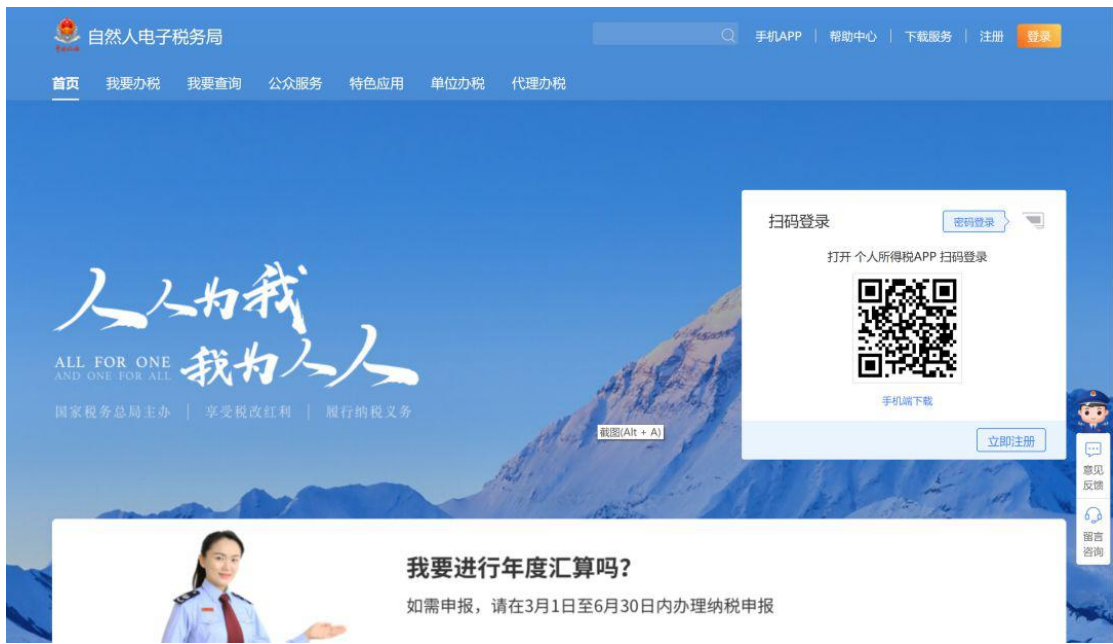 自然人电子税务局
手机APP | 帮助中心 | 下载服务 | 注册 登录
首页 我要办税 我要查询 公众服务 特色应用 单位办税 代理办税
扫码登录 密码登录
打开 个人所得税APP 扫码登录
手机端下载
立即注册
人人为我
ALL FOR ONE
AND ONE FOR ALL
我为人人
国家税务总局主办 | 享受税改红利 | 履行纳税义务
截图(Alt + A)
意见
反馈
留言
咨询
我要进行年度汇算吗?
如需申报，请在3月1日至6月30日内办理纳税申报